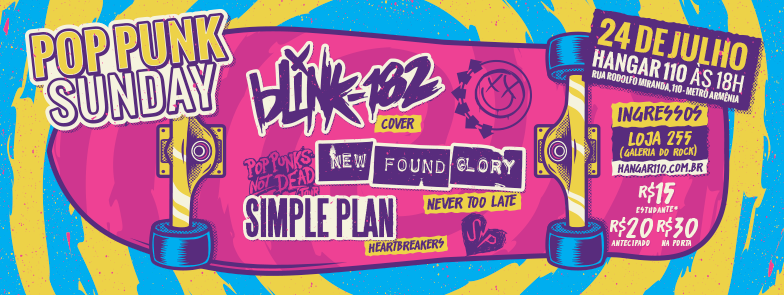 POP PUNK
SUNDAY
blink-182
COVER
POP PUNK'S
NOT DEAD
TOUR
NEW FOUND GLORY
NEVER TOO LATE
SIMPLE PLAN
HEARTBREAKERS
SP
24 DE JULHO
HANGAR 110 ÀS 18H
RUA RODOLFO MIRANDA, 110 - METRÔ ARMÊNIA
INGRESSOS
LOJA 255
(GALERIA DO ROCK)
HANGAR110.COM.BR
R$15
ESTUDANTE*
R$20 R$30
ANTECIPADO NA PORTA